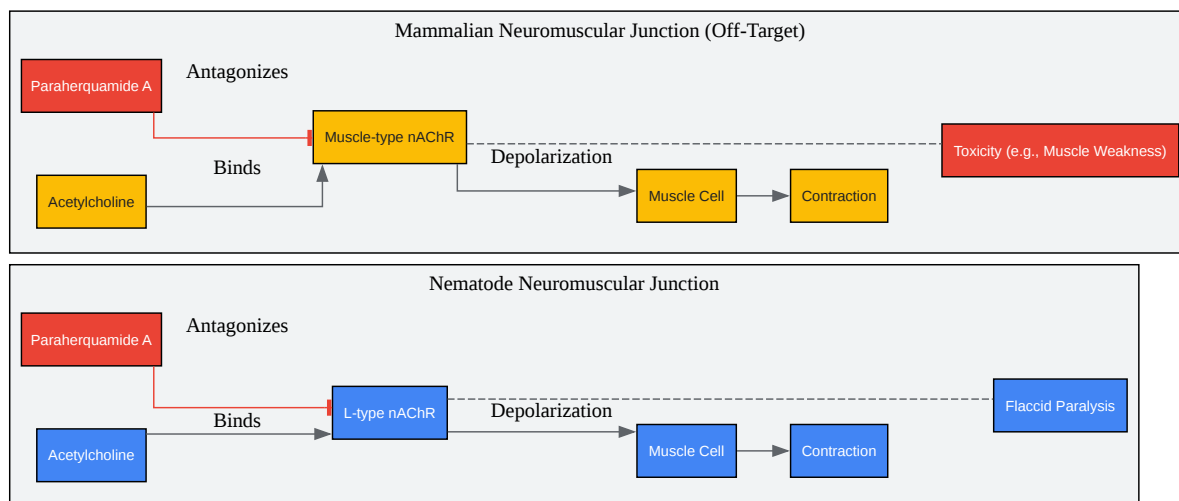 Mammalian Neuromuscular Junction (Off-Target)
Paraherquamide A
Antagonizes
Muscle-type nAChR
Toxicity (e.g., Muscle Weakness)
Binds
Depolarization
Acetylcholine
Muscle Cell
Contraction
Nematode Neuromuscular Junction
Paraherquamide A
Antagonizes
L-type nAChR
Flaccid Paralysis
Binds
Depolarization
Acetylcholine
Muscle Cell
Contraction